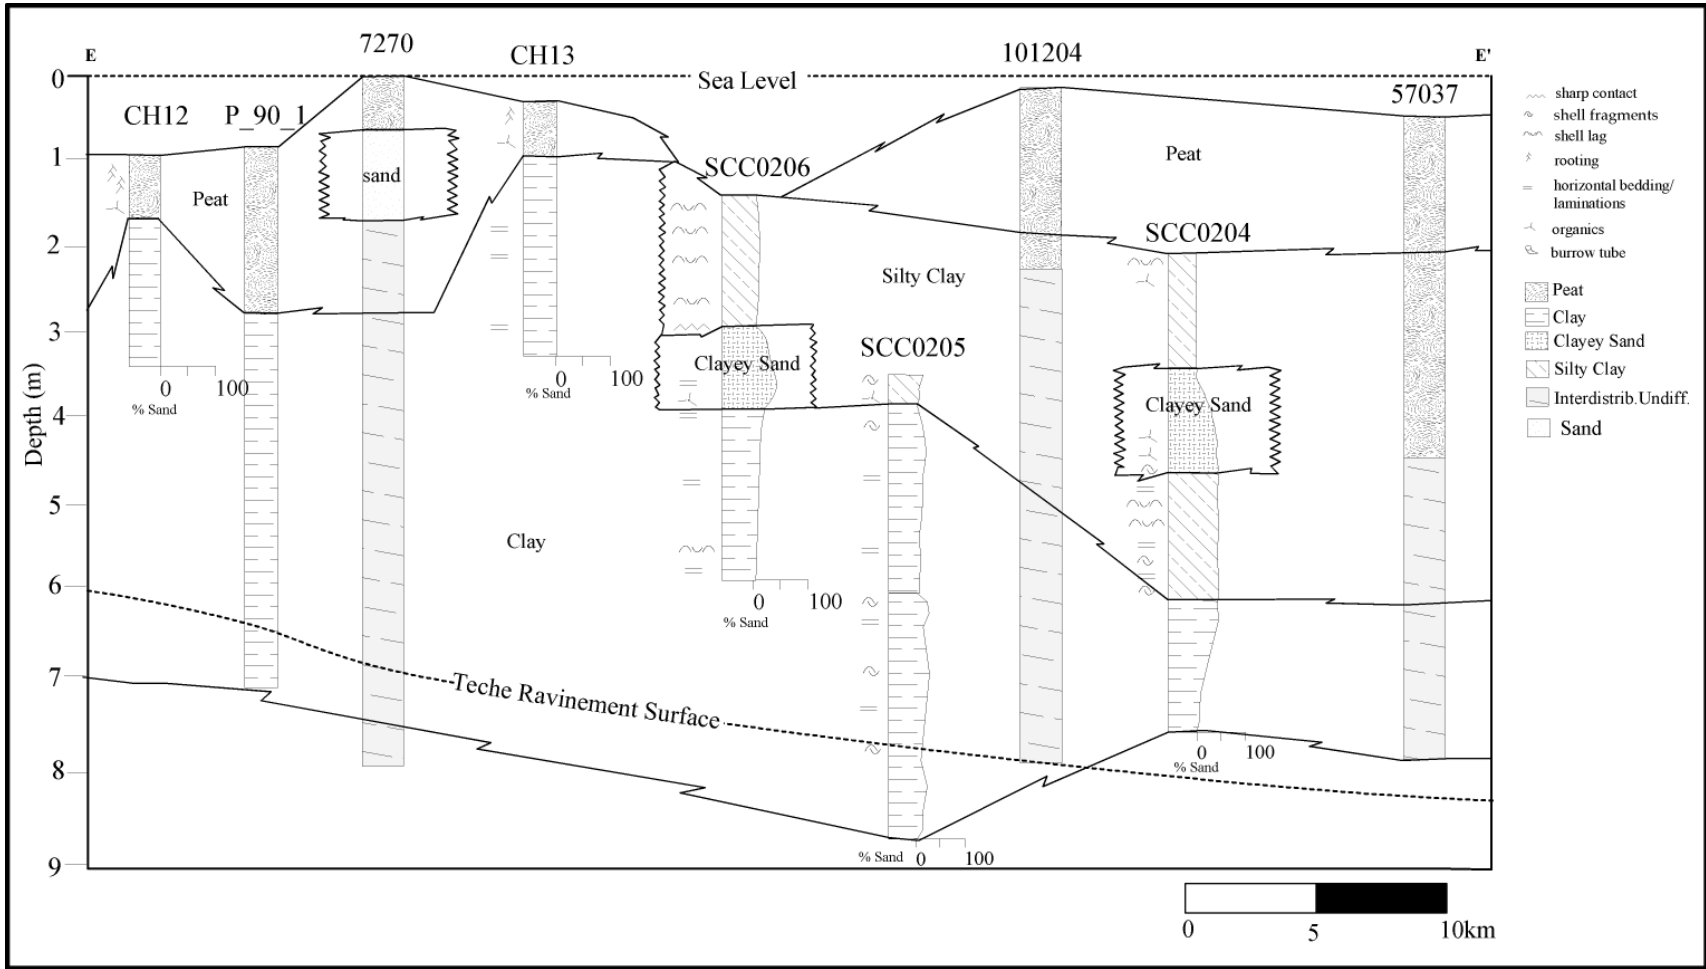 E
7270
CH13
101204
E'
Sea Level
57037
CH12
P_90_1
SCC0206
SCC0204
SCC0205
0
1
2
3
4
5
6
7
8
9
Depth (m)
Peat
sand
Peat
Silty Clay
Clayey Sand
Clayey Sand
Clay
Teche Ravinement Surface
0 100
% Sand
0 100
% Sand
0 100
% Sand
% Sand 0 100
0 100
% Sand
sharp contact
shell fragments
shell lag
rooting
horizontal bedding/
laminations
organics
burrow tube
Peat
Clay
Clayey Sand
Silty Clay
Interdistrib.Undiff.
Sand
0 5 10km